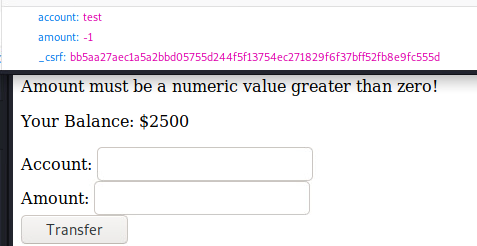 account: test
amount: -1
_csrf: bb5aa27aec1a5a2bbd05755d244f5f13754ec271829f6f37bff52fb8e9fc555d
Amount must be a numeric value greater than zero!
Your Balance: $2500
Account:
Amount:
Transfer